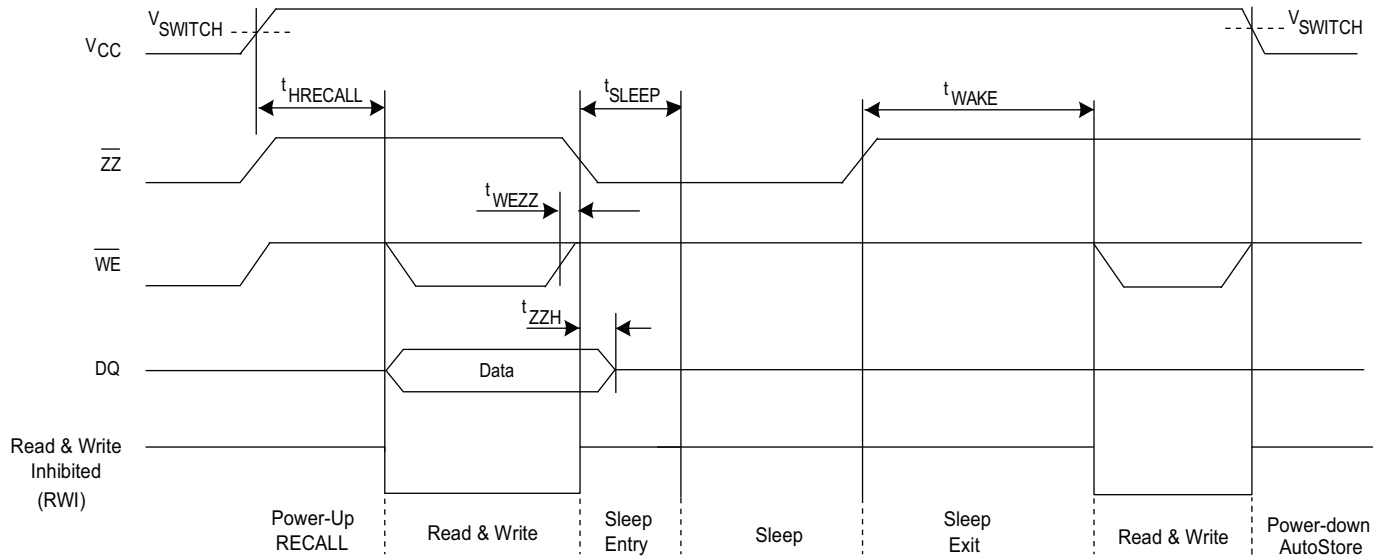 VSWITCH
VCC
VSWITCH
tHRECALL
tSLEEP
tWAKE
ZZ
tWEZZ
WE
tZZH
DQ
Data
Read & Write
Inhibited
(RWI)
Power-Up
RECALL
Read & Write
Sleep
Entry
Sleep
Sleep
Exit
Read & Write
Power-down
AutoStore